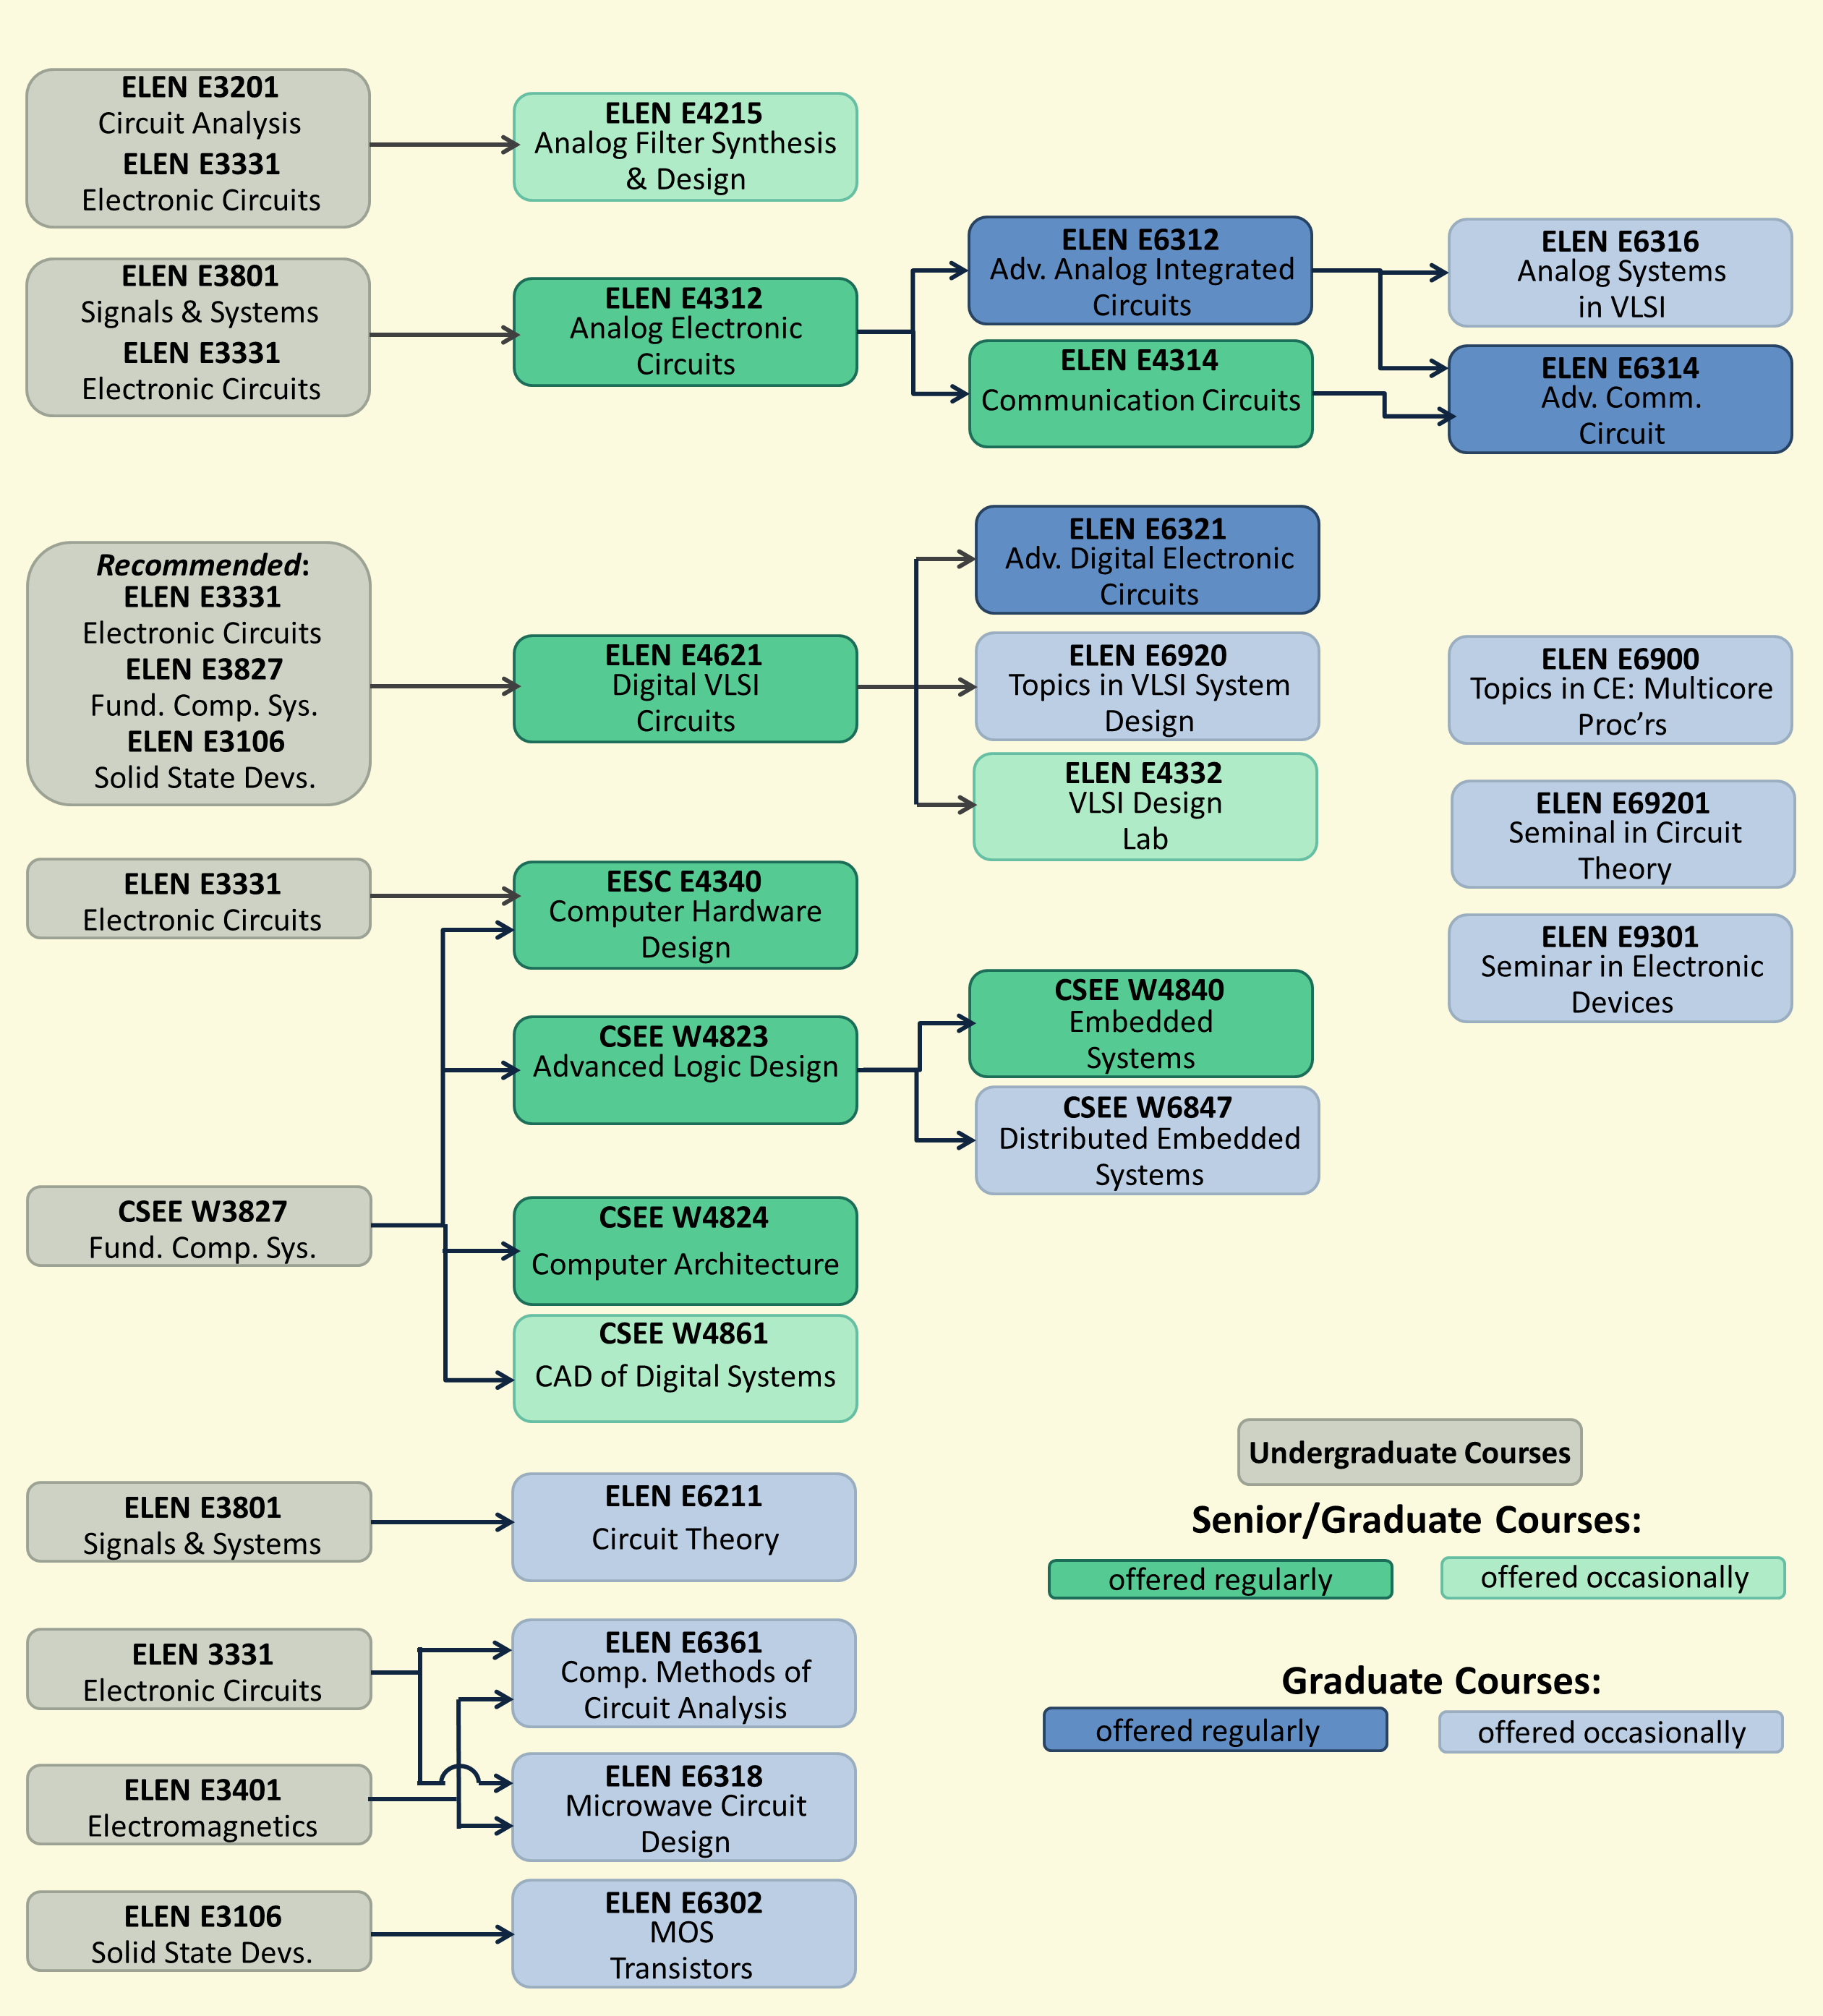 ELEN E3201
Circuit Analysis
ELEN E3331
Electronic Circuits
ELEN E4215
Analog Filter Synthesis
& Design
ELEN E3801
Signals & Systems
ELEN E3331
Electronic Circuits
ELEN E4312
Analog Electronic
Circuits
ELEN E6312
Adv. Analog Integrated
Circuits
ELEN E4314
Communication Circuits
ELEN E6316
Analog Systems
in VLSI
ELEN E6314
Adv. Comm.
Circuit
Recommended:
ELEN E3331
Electronic Circuits
ELEN E3827
Fund. Comp. Sys.
ELEN E3106
Solid State Devs.
ELEN E4621
Digital VLSI
Circuits
ELEN E6321
Adv. Digital Electronic
Circuits
ELEN E6920
Topics in VLSI System
Design
ELEN E4332
VLSI Design
Lab
ELEN E6900
Topics in CE: Multicore
Proc’rs
ELEN E69201
Seminal in Circuit
Theory
ELEN E9301
Seminar in Electronic
Devices
ELEN E3331
Electronic Circuits
EESC E4340
Computer Hardware
Design
CSEE W4823
Advanced Logic Design
CSEE W4840
Embedded
Systems
CSEE W6847
Distributed Embedded
Systems
CSEE W3827
Fund. Comp. Sys.
CSEE W4824
Computer Architecture
CSEE W4861
CAD of Digital Systems
ELEN E3801
Signals & Systems
ELEN E6211
Circuit Theory
ELEN 3331
Electronic Circuits
ELEN E6361
Comp. Methods of
Circuit Analysis
ELEN E3401
Electromagnetics
ELEN E6318
Microwave Circuit
Design
ELEN E3106
Solid State Devs.
ELEN E6302
MOS
Transistors
Undergraduate Courses
Senior/Graduate Courses:
offered regularly
offered occasionally
Graduate Courses:
offered regularly
offered occasionally